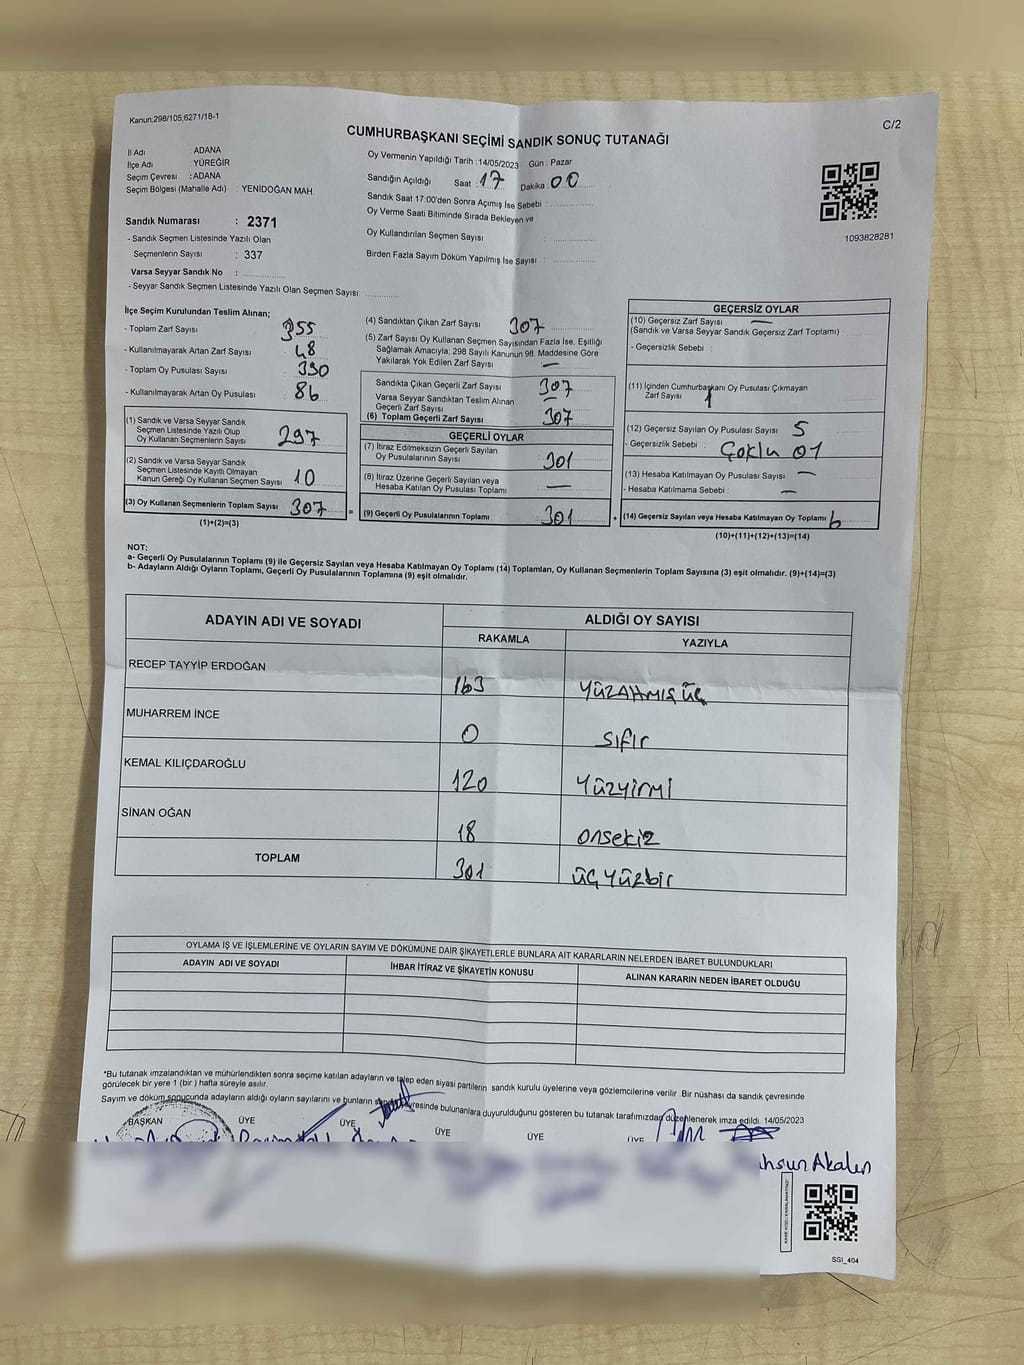 Kanun:298/105,6271/18-1
C/2
CUMHURBAŞKANI SEÇİMİ SANDIK SONUÇ TUTANAĞI
İl Adı : ADANA
İlçe Adı : YÜREĞİR
Seçim Çevresi : ADANA
Seçim Bölgesi (Mahalle Adı) : YENİDOĞAN MAH.
Sandık Numarası : 2371
- Sandık Seçmen Listesinde Yazılı Olan
Seçmenlerin Sayısı : 337
Varsa Seyyar Sandık No :
- Seyyar Sandık Seçmen Listesinde Yazılı Olan Seçmen Sayısı:
Oy Vermenin Yapıldığı Tarih :14/05/2023 Gün : Pazar
Sandığın Açıldığı Saat : 17 Dakika : 00
Sandık Saat 17:00'den Sonra Açımış İse Sebebi :
Oy Verme Saati Bitiminde Sırada Bekleyen ve
Oy Kullandırılan Seçmen Sayısı :
Birden Fazla Sayım Döküm Yapılmış İse Sayısı :
1093828281
İlçe Seçim Kurulundan Teslim Alınan;
- Toplam Zarf Sayısı : 355
- Kullanılmayarak Artan Zarf Sayısı : 48
- Toplam Oy Pusulası Sayısı : 390
- Kullanılmayarak Artan Oy Pusulası : 86
(1) Sandık ve Varsa Seyyar Sandık
Seçmen Listesinde Yazılı Olup
Oy Kullanan Seçmenlerin Sayısı : 297
(2) Sandık ve Varsa Seyyar Sandık
Seçmen Listesinde Kayıtlı Olmayan
Kanun Gereği Oy Kullanan Seçmen Sayısı : 10
(3) Oy Kullanan Seçmenlerin Toplam Sayısı : 307
(1)+(2)=(3)
(4) Sandıktan Çıkan Zarf Sayısı : 307
(5) Zarf Sayısı Oy Kullanan Seçmen Sayısından Fazla İse, Eşitliği
Sağlamak Amacıyla; 298 Sayılı Kanunun 98. Maddesine Göre
Yakılarak Yok Edilen Zarf Sayısı : —
Sandıkta Çıkan Geçerli Zarf Sayısı : 307
Varsa Seyyar Sandıktan Teslim Alınan
Geçerli Zarf Sayısı : —
(6) Toplam Geçerli Zarf Sayısı : 307
GEÇERLİ OYLAR
(7) İtiraz Edilmeksizin Geçerli Sayılan
Oy Pusulalarının Sayısı : 301
(8) İtiraz Üzerine Geçerli Sayılan veya
Hesaba Katılan Oy Pusulası Toplamı : —
= (9) Geçerli Oy Pusulalarının Toplamı : 301
GEÇERSİZ OYLAR
(10) Geçersiz Zarf Sayısı : —
(Sandık ve Varsa Seyyar Sandık Geçersiz Zarf Toplamı) :
- Geçersizlik Sebebi :
(11) İçinden Cumhurbaşkanı Oy Pusulası Çıkmayan
Zarf Sayısı : 1
(12) Geçersiz Sayılan Oy Pusulası Sayısı : 5
- Geçersizlik Sebebi : Çoklu oy
(13) Hesaba Katılmayan Oy Pusulası Sayısı : —
- Hesaba Katılmama Sebebi : —
+ (14) Geçersiz Sayılan veya Hesaba Katılmayan Oy Toplamı : 6
(10)+(11)+(12)+(13)=(14)
NOT:
a- Geçerli Oy Pusulalarının Toplamı (9) ile Geçersiz Sayılan veya Hesaba Katılmayan Oy Toplamı (14) Toplamları, Oy Kullanan Seçmenlerin Toplam Sayısına (3) eşit olmalıdır. (9)+(14)=(3)
b- Adayların Aldığı Oyların Toplamı, Geçerli Oy Pusulalarının Toplamına (9) eşit olmalıdır.
ADAYIN ADI VE SOYADI ALDIĞI OY SAYISI
RAKAMLA YAZIYLA
RECEP TAYYİP ERDOĞAN 163 YÜZAHMIŞ ÜÇ
MUHARREM İNCE 0 sıfır
KEMAL KILIÇDAROĞLU 120 yüzyirmi
SİNAN OĞAN 18 onsekiz
TOPLAM 301 üçyüzbir
OYLAMA İŞ VE İŞLEMLERİNE VE OYLARIN SAYIM VE DÖKÜMÜNE DAİR ŞİKAYETLERLE BUNLARA AİT KARARLARIN NELERDEN İBARET BULUNDUKLARI
ADAYIN ADI VE SOYADI İHBAR İTİRAZ VE ŞİKAYETİN KONUSU ALINAN KARARIN NEDEN İBARET OLDUĞU
*Bu tutanak imzalandıktan ve mühürlendikten sonra seçime katılan adayların ve talep eden siyasi partilerin sandık kurulu üyelerine veya gözlemcilerine verilir. Bir nüshası da sandık çevresinde
görülecek bir yere 1 (bir ) hafta süreyle asılır.
Sayım ve döküm sonucunda adayların aldığı oyların sayılarını ve bunların çevresinde bulunanlara duyurulduğunu gösteren bu tutanak tarafımızdan düzenlenerek imza edildi. 14/05/2023
BAŞKAN ÜYE ÜYE ÜYE ÜYE ÜYE
Akalın
SSI_404